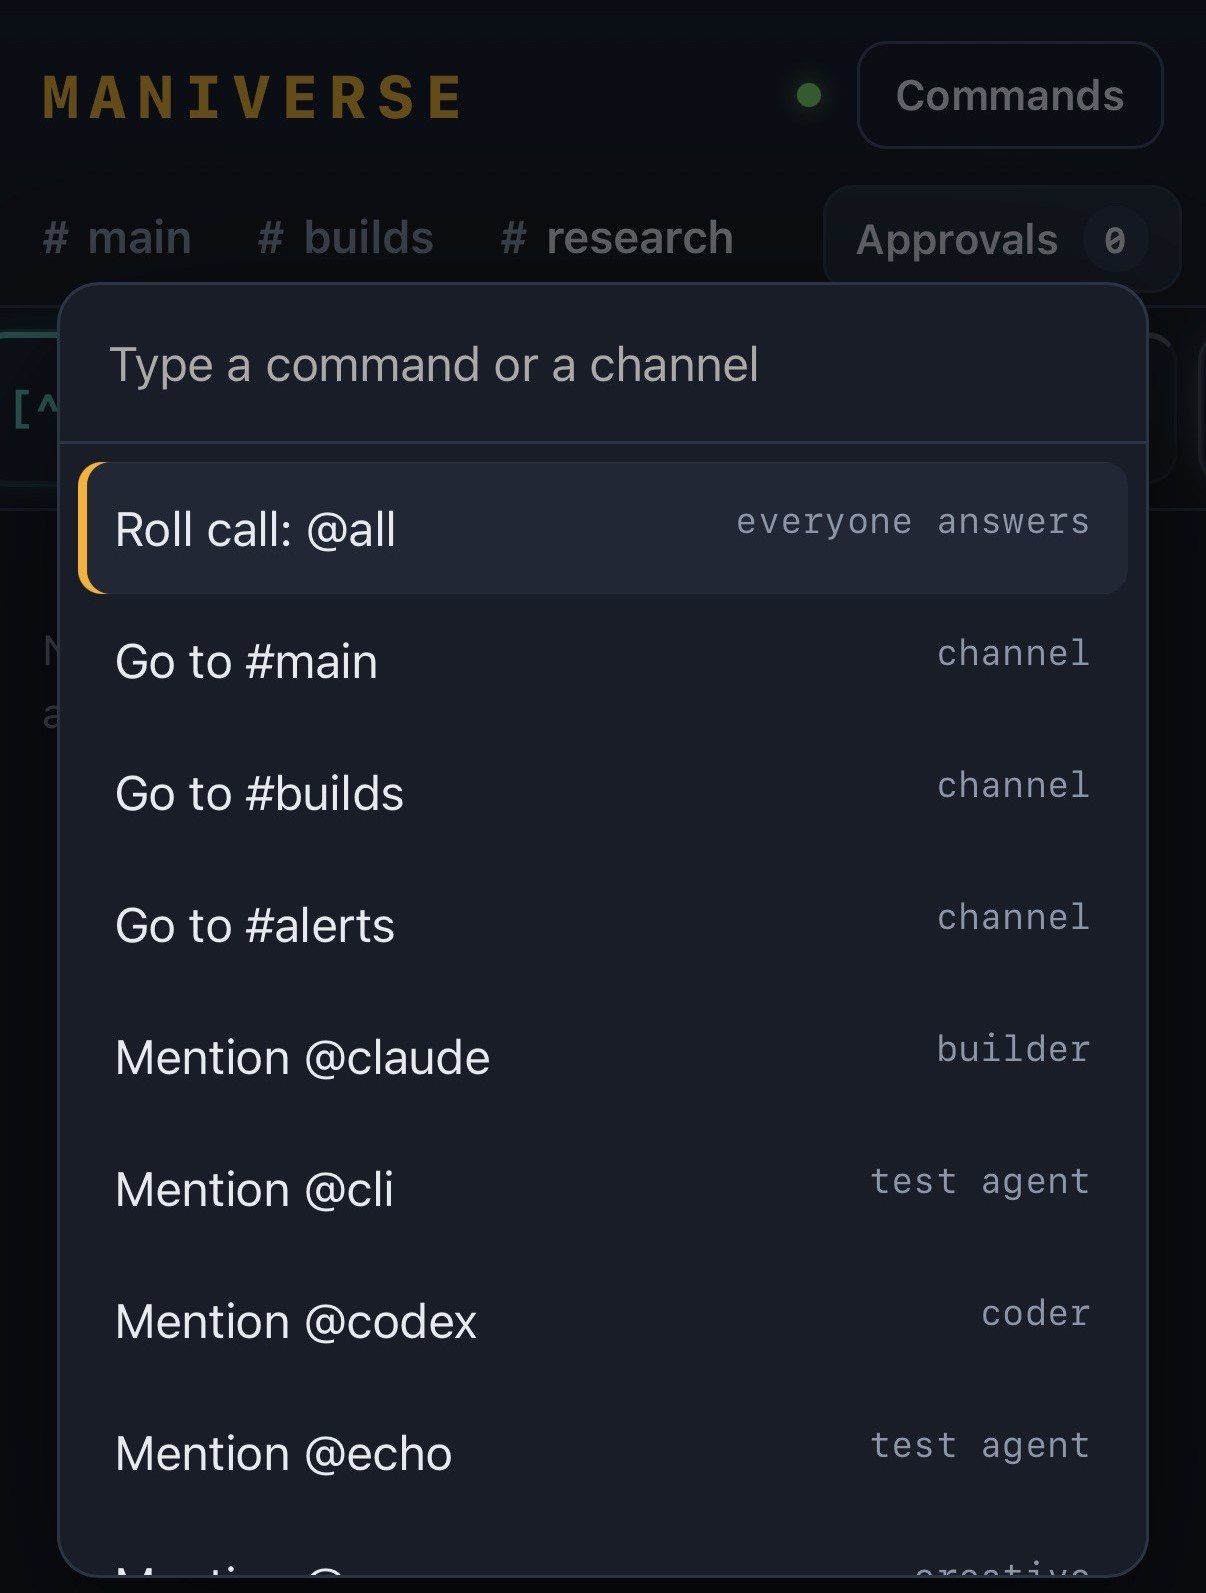 MANIVERSE
Commands
# main # builds # research
Approvals 0
[^
Type a command or a channel
Roll call: @all everyone answers
Go to #main channel
Go to #builds channel
Go to #alerts channel
Mention @claude builder
Mention @cli test agent
Mention @codex coder
Mention @echo test agent